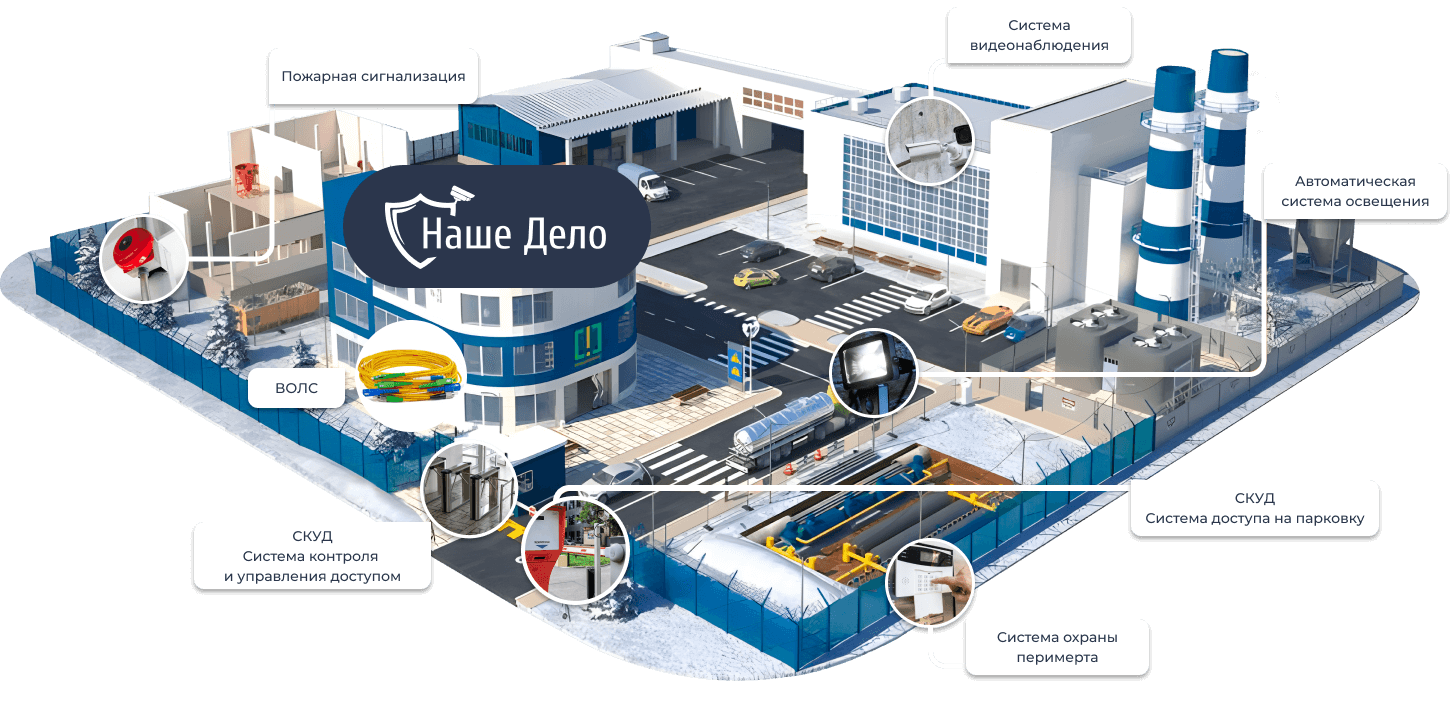 Система
видеонаблюдения
Пожарная сигнализация
Автоматическая
система освещения
Наше Дело
ВОЛС
СКУД
Система доступа на парковку
СКУД
Система контроля
и управления доступом
Система охраны
перимерта